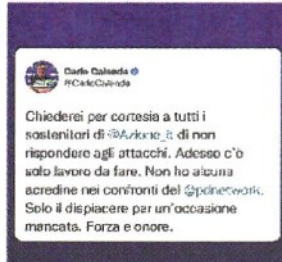 Carlo Calenda
@CarloCalenda
Chiederei per cortesia a tutti i
sostenitori di @Azione_it di non
rispondere agli attacchi. Adesso c'è
solo lavoro da fare. Non ho alcuna
acredine nei confronti del @pdnetwork.
Solo il dispiacere per un'occasione
mancata. Forza e onore.